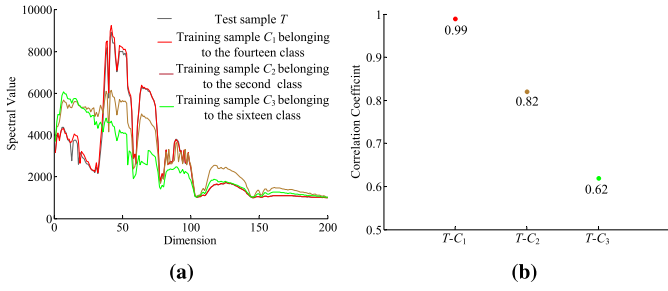 10000
8000
6000
4000
2000
0
Spectral Value
0
50
100
150
200
Dimension
Test sample T
Training sample C₁ belonging
to the fourteen class
Training sample C₂ belonging
to the second class
Training sample C₃ belonging
to the sixteen class
(a)
1
0.9
0.8
0.7
0.6
0.5
Correlation Coefficint
0.99
0.82
0.62
T-C₁
T-C₂
T-C₃
(b)